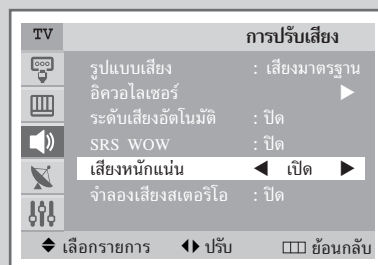 TV การปรับเสียง
รูปแบบเสียง : เสียงมาตรฐาน
อิควอไลเซอร์ ▶
ระดับเสียงอัตโนมัติ : ปิด
SRS WOW : ปิด
เสียงหนักแน่น ◀ เปิด ▶
จำลองเสียงสเตอริโอ : ปิด
เลือกรายการ ปรับ ย้อนกลับ